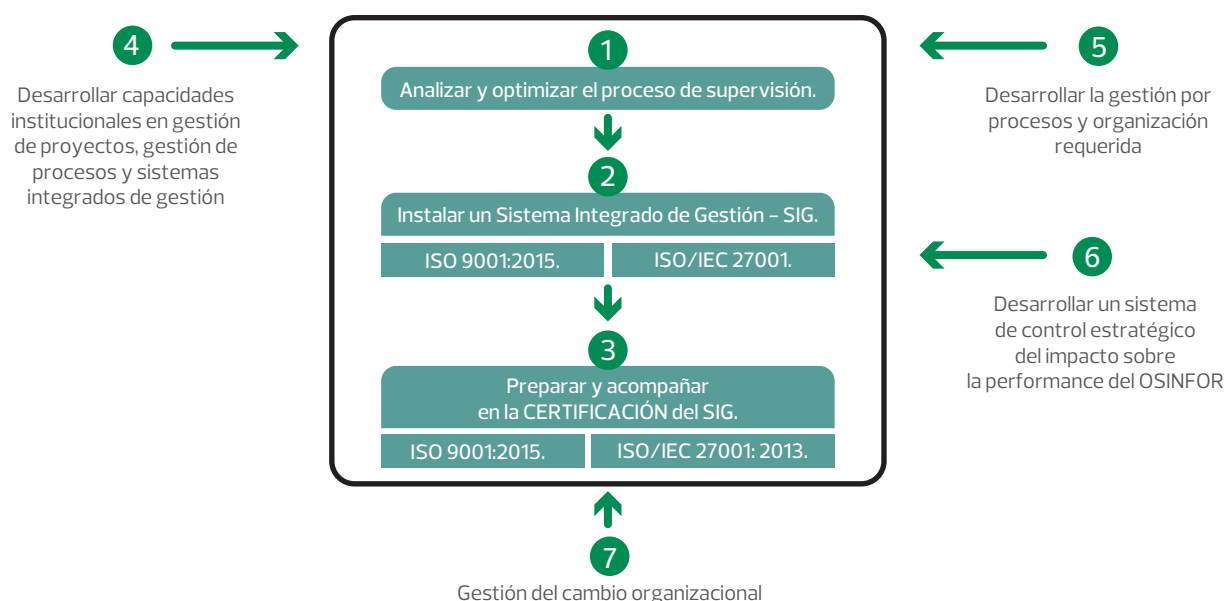 1
Analizar y optimizar el proceso de supervisión.
2
Instalar un Sistema Integrado de Gestión – SIG.
ISO 9001:2015.
ISO/IEC 27001.
3
Preparar y acompañar
en la CERTIFICACIÓN del SIG.
ISO 9001:2015.
ISO/IEC 27001: 2013.
4
Desarrollar capacidades
institucionales en gestión
de proyectos, gestión de
procesos y sistemas
integrados de gestión
5
Desarrollar la gestión por
procesos y organización
requerida
6
Desarrollar un sistema
de control estratégico
del impacto sobre
la performance del OSINFOR
7
Gestión del cambio organizacional